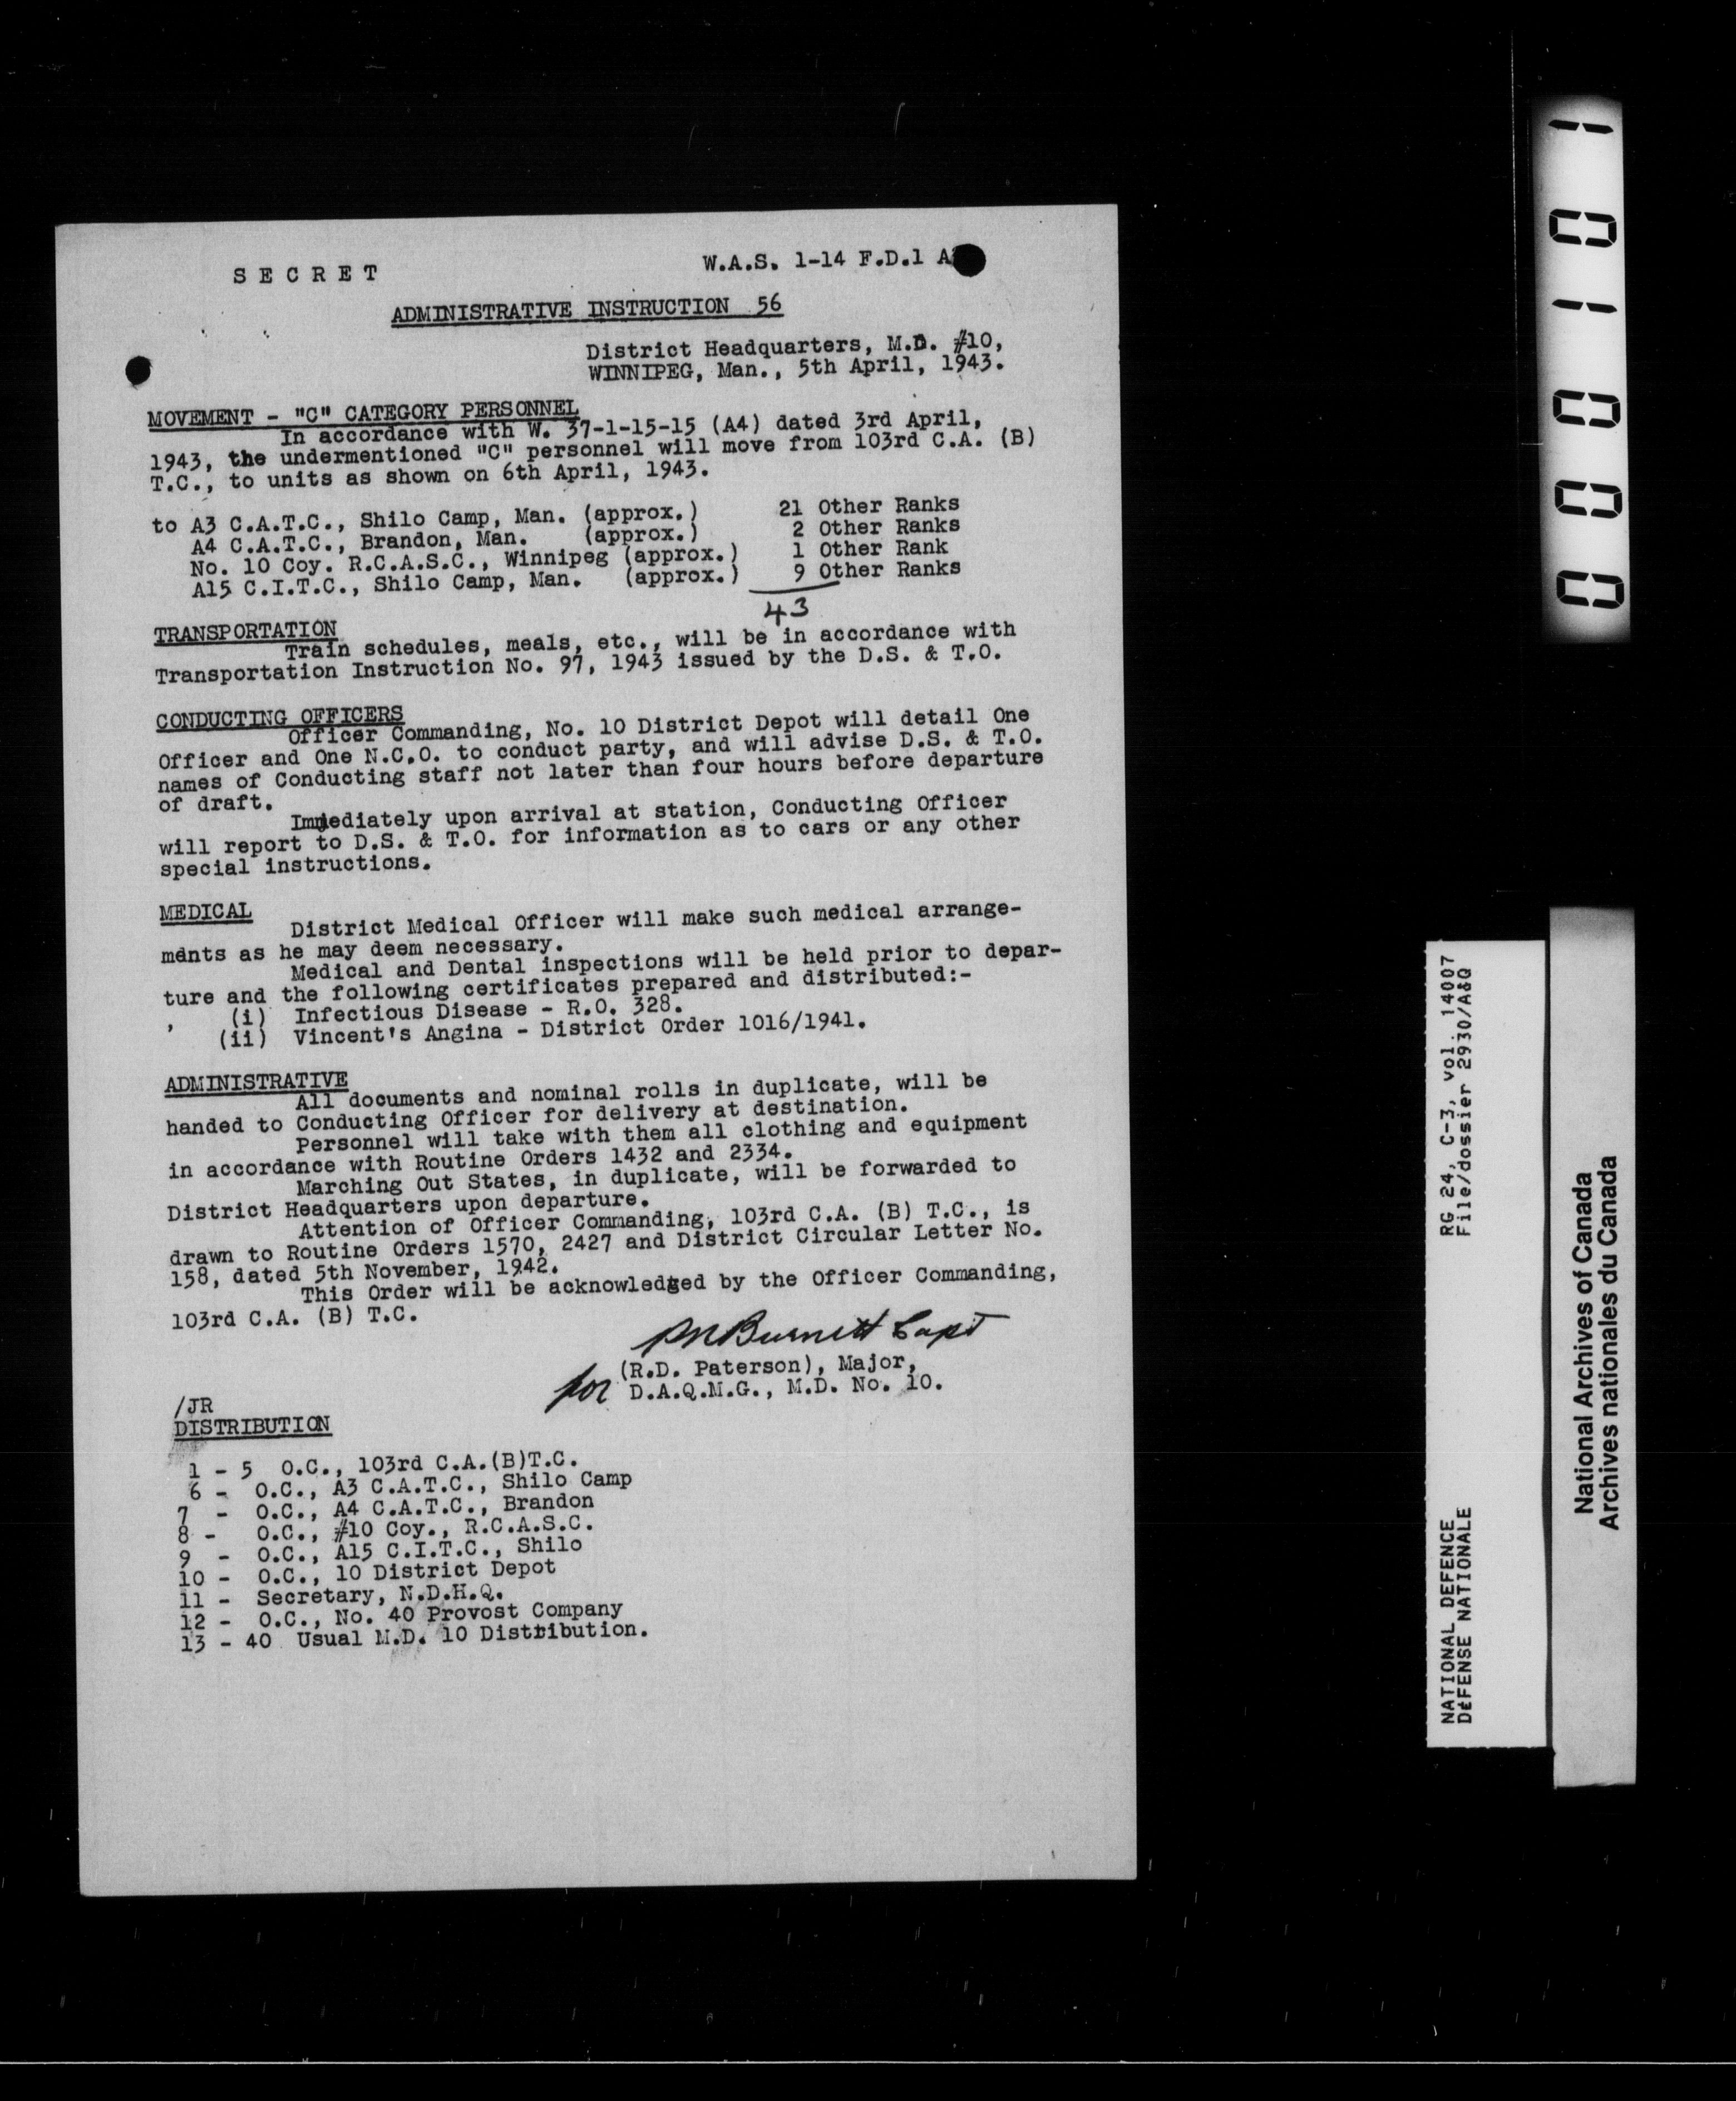 S E C R E T
W.A.S. 1-14 F.D.1 A
ADMINISTRATIVE INSTRUCTION 56
District Headquarters, M.D. #10,
WINNIPEG, Man., 5th April, 1943.
MOVEMENT - "C" CATEGORY PERSONNEL
In accordance with W. 37-1-15-15 (A4) dated 3rd April,
1943, the undermentioned "C" personnel will move from 103rd C.A. (B)
T.C., to units as shown on 6th April, 1943.
to A3 C.A.T.C., Shilo Camp, Man. (approx.) 21 Other Ranks
A4 C.A.T.C., Brandon, Man. (approx.) 2 Other Ranks
No. 10 Coy. R.C.A.S.C., Winnipeg (approx.) 1 Other Rank
A15 C.I.T.C., Shilo Camp, Man. (approx.) 9 Other Ranks
43
TRANSPORTATION
Train schedules, meals, etc., will be in accordance with
Transportation Instruction No. 97, 1943 issued by the D.S. & T.O.
CONDUCTING OFFICERS
Officer Commanding, No. 10 District Depot will detail One
Officer and One N.C.O. to conduct party, and will advise D.S. & T.O.
names of Conducting staff not later than four hours before departure
of draft.
Immediately upon arrival at station, Conducting Officer
will report to D.S. & T.O. for information as to cars or any other
special instructions.
MEDICAL
District Medical Officer will make such medical arrange-
ments as he may deem necessary.
Medical and Dental inspections will be held prior to depar-
ture and the following certificates prepared and distributed:-
(i) Infectious Disease - R.O. 328.
(ii) Vincent's Angina - District Order 1016/1941.
ADMINISTRATIVE
All documents and nominal rolls in duplicate, will be
handed to Conducting Officer for delivery at destination.
Personnel will take with them all clothing and equipment
in accordance with Routine Orders 1432 and 2334.
Marching Out States, in duplicate, will be forwarded to
District Headquarters upon departure.
Attention of Officer Commanding, 103rd C.A. (B) T.C., is
drawn to Routine Orders 1570, 2427 and District Circular Letter No.
158, dated 5th November, 1942.
This Order will be acknowledged by the Officer Commanding,
103rd C.A. (B) T.C.
Burnett Capt
(R.D. Paterson), Major,
for D.A.Q.M.G., M.D. No. 10.
/JR
DISTRIBUTION
1 - 5 O.C., 103rd C.A.(B)T.C.
6 - O.C., A3 C.A.T.C., Shilo Camp
7 - O.C., A4 C.A.T.C., Brandon
8 - O.C., #10 Coy., R.C.A.S.C.
9 - O.C., A15 C.I.T.C., Shilo
10 - O.C., 10 District Depot
11 - Secretary, N.D.H.Q.
12 - O.C., No. 40 Provost Company
13 - 40 Usual M.D. 10 Distribution.
000101
NATIONAL DEFENCE RG 24, C-3, vol. 14007
DÉFENSE NATIONALE File/dossier 2930/A&Q
National Archives of Canada
Archives nationales du Canada